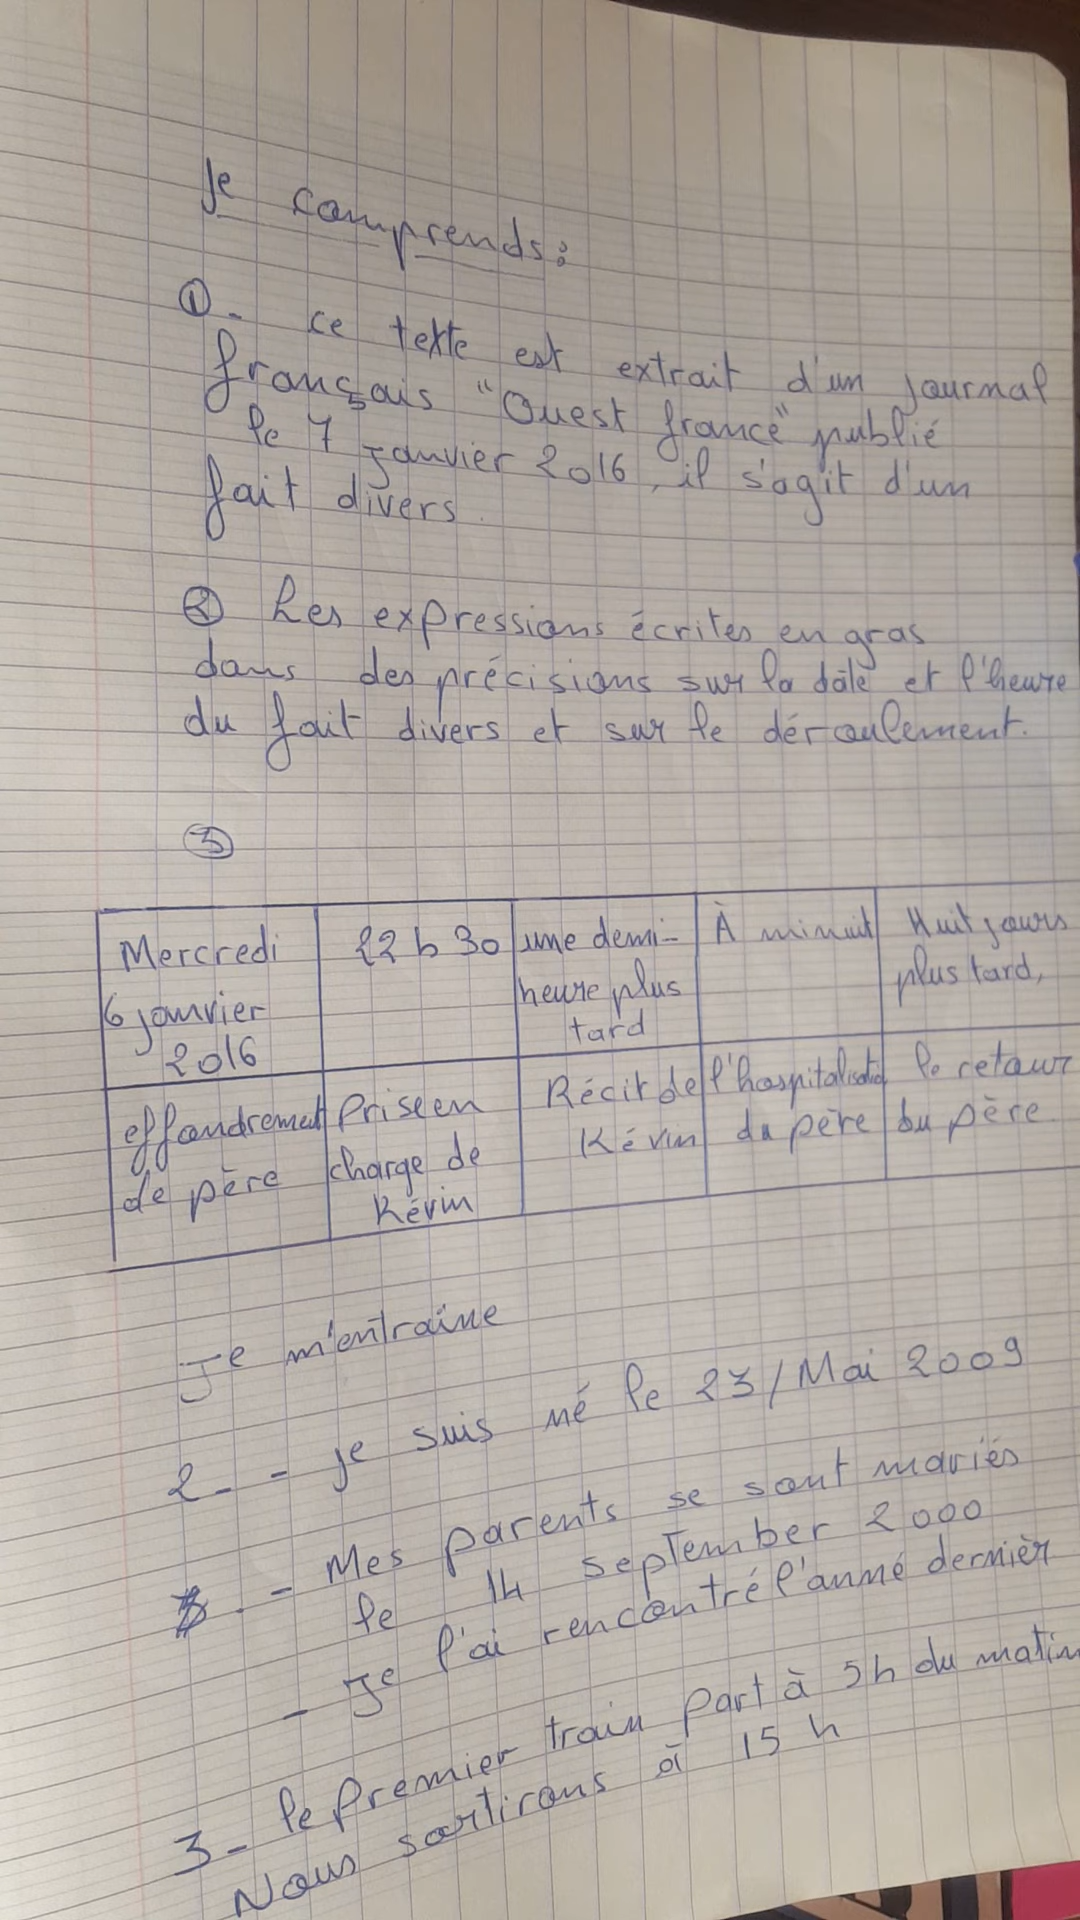 Je comprends:
①- Ce texte est extrait d'un journal
français "Ouest france" publié
le 7 janvier 2016, il s'agit d'un
fait divers.
② Les expressions écrites en gras
dans des précisions sur la dâte et l'heure
du fait divers et sur le déroulement.
③
Mercredi 6 janvier 2016 | 22 h 30 | une demi-heure plus tard | À minuit | Huit jours plus tard,
effondrement de père | Prise en charge de Kévin | Récit de Kévin | l'hospitalisation du père | le retour du père.
Je m'entraine
2 - - je suis né le 23/Mai 2009
- Mes parents se sont mariés
le 14 september 2000
- Je l'ai rencontré l'anné dernièr
3- le Premier train part à 5h du matin
Nous sortirons à 15 h